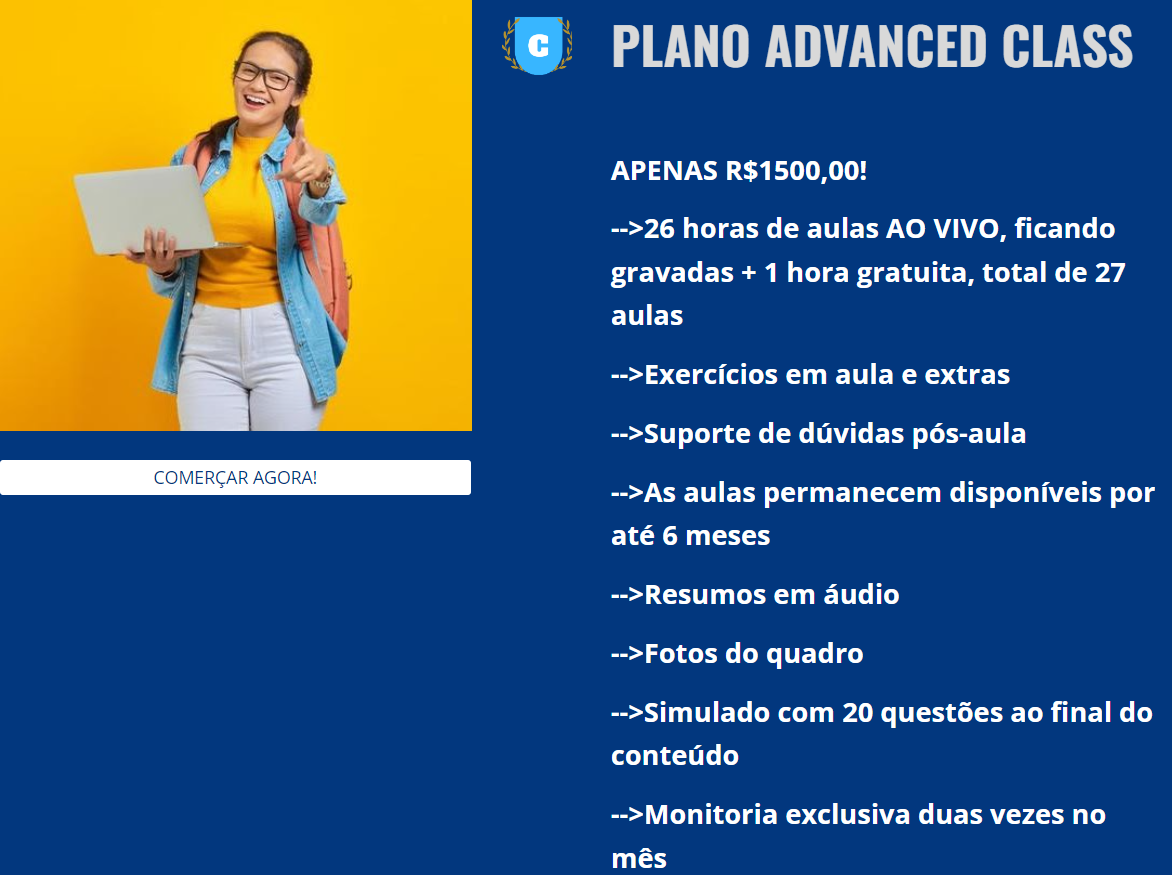 C
PLANO ADVANCED CLASS
APENAS R$1500,00!
-->26 horas de aulas AO VIVO, ficando
gravadas + 1 hora gratuita, total de 27
aulas
-->Exercícios em aula e extras
-->Suporte de dúvidas pós-aula
COMERÇAR AGORA!
-->As aulas permanecem disponíveis por
até 6 meses
-->Resumos em áudio
-->Fotos do quadro
-->Simulado com 20 questões ao final do
conteúdo
-->Monitoria exclusiva duas vezes no
mês